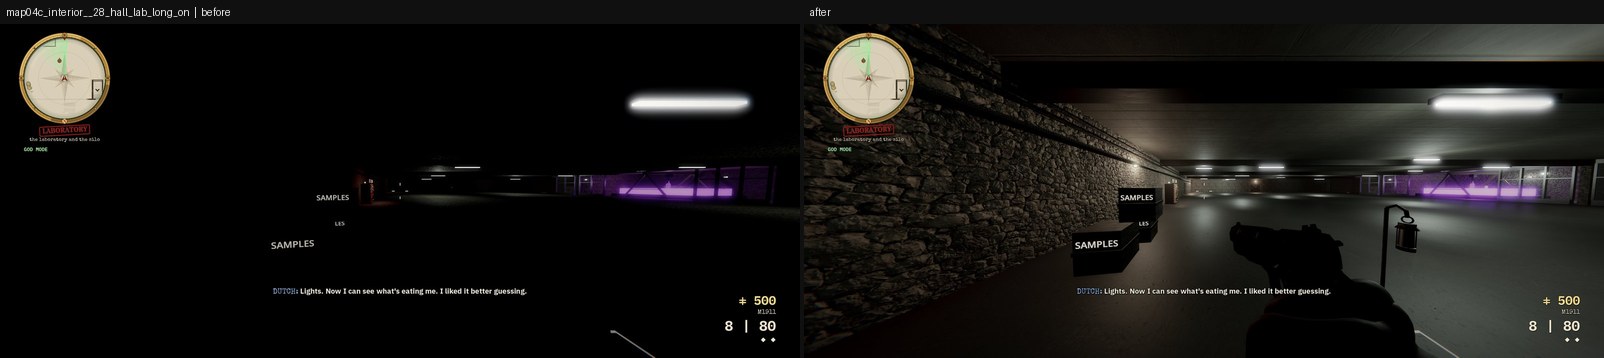 map04c_interior__28_hall_lab_long_on | before
LABORATORY
the laboratory and the silo
GOD MODE
SAMPLES
LES
SAMPLES
DUTCH: Lights. Now I can see what's eating me. I liked it better guessing.
500
M1911
8 | 80
after
LABORATORY
the laboratory and the silo
GOD MODE
SAMPLES
LES
SAMPLES
DUTCH: Lights. Now I can see what's eating me. I liked it better guessing.
500
M1911
8 | 80